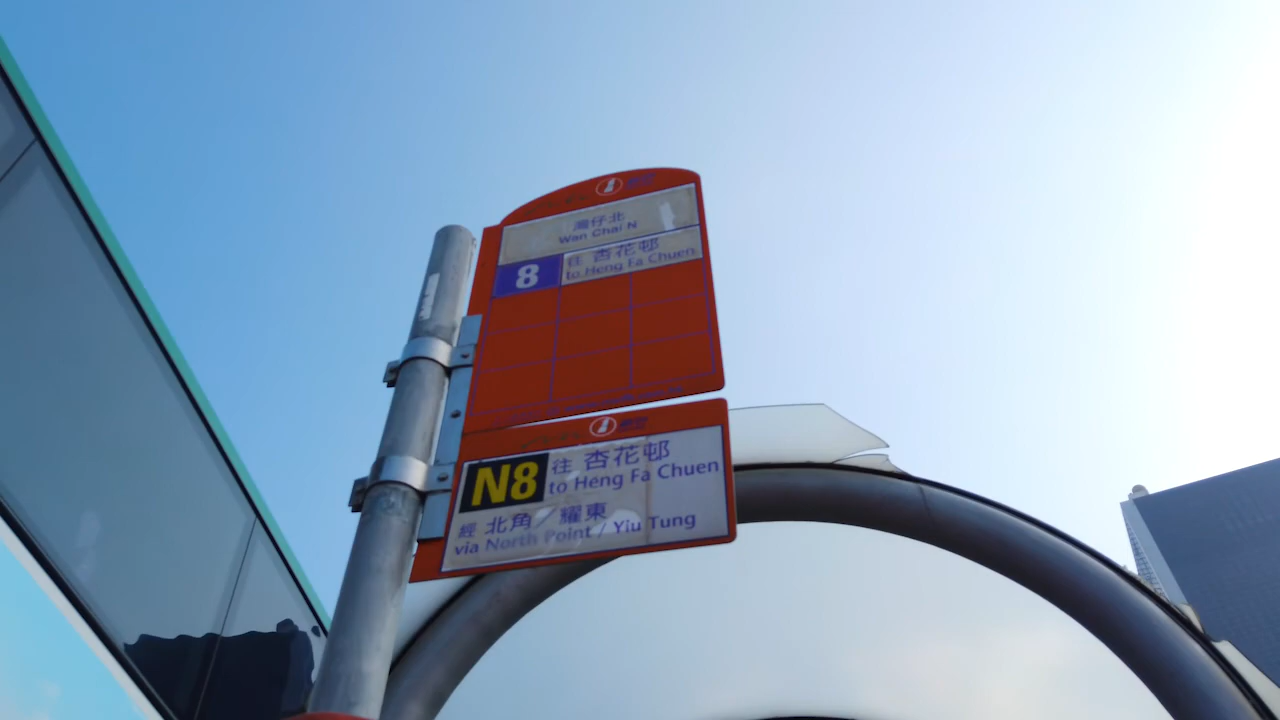 灣仔北
Wan Chai N
8
往 杏花邨
to Heng Fa Chuen
N8
往 杏花邨
to Heng Fa Chuen
經 北角／耀東
via North Point / Yiu Tung